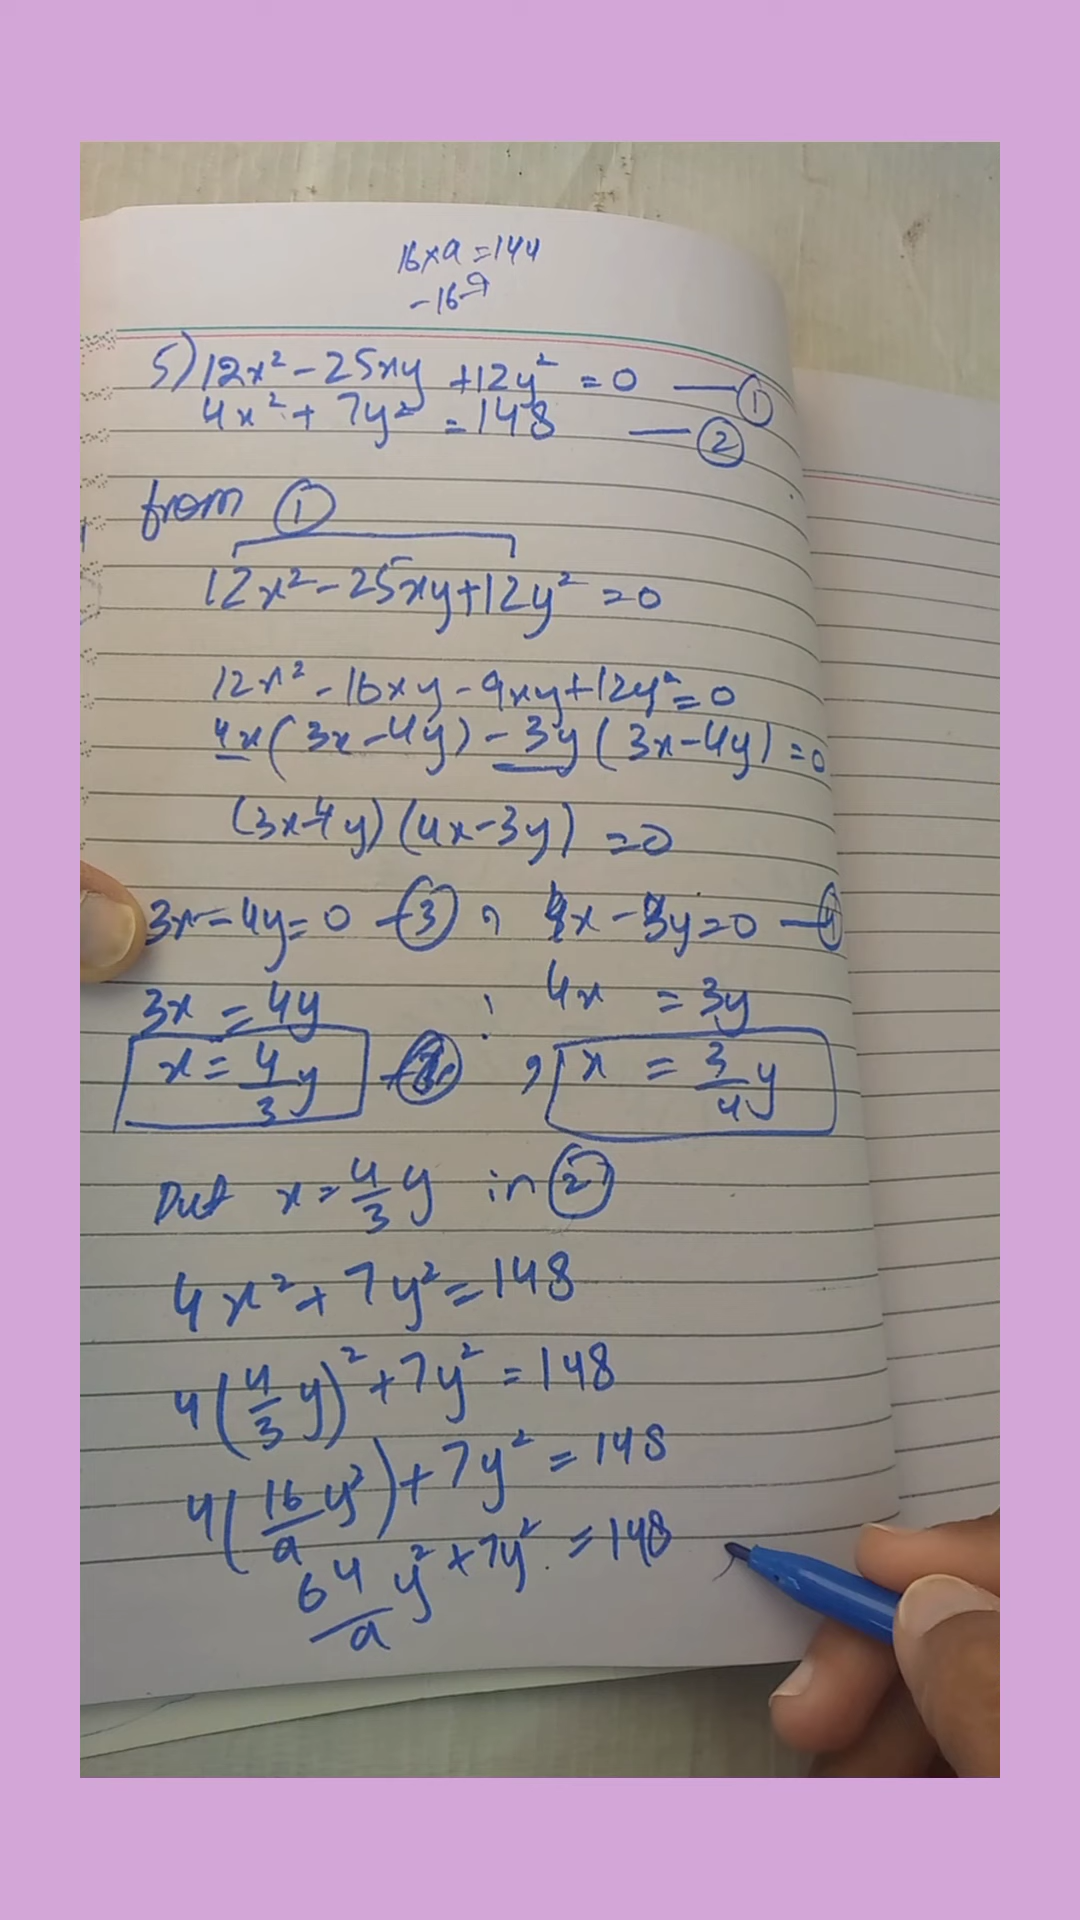 16×9=144
-16-9
5) 12x² - 25xy + 12y² = 0 — ①
4x² + 7y² = 148 — ②
from ①
12x² - 25xy + 12y² = 0
12x² - 16xy - 9xy + 12y² = 0
4x(3x-4y) - 3y(3x-4y) = 0
(3x-4y)(4x-3y) = 0
3x - 4y = 0 - ③ , 4x - 3y = 0 - ④
3x = 4y ; 4x = 3y
x = 4/3 y , x = 3/4 y
Put x = 4/3 y in ②
4x² + 7y² = 148
4(4/3 y)² + 7y² = 148
4(16/9 y²) + 7y² = 148
64/9 y² + 7y² = 148